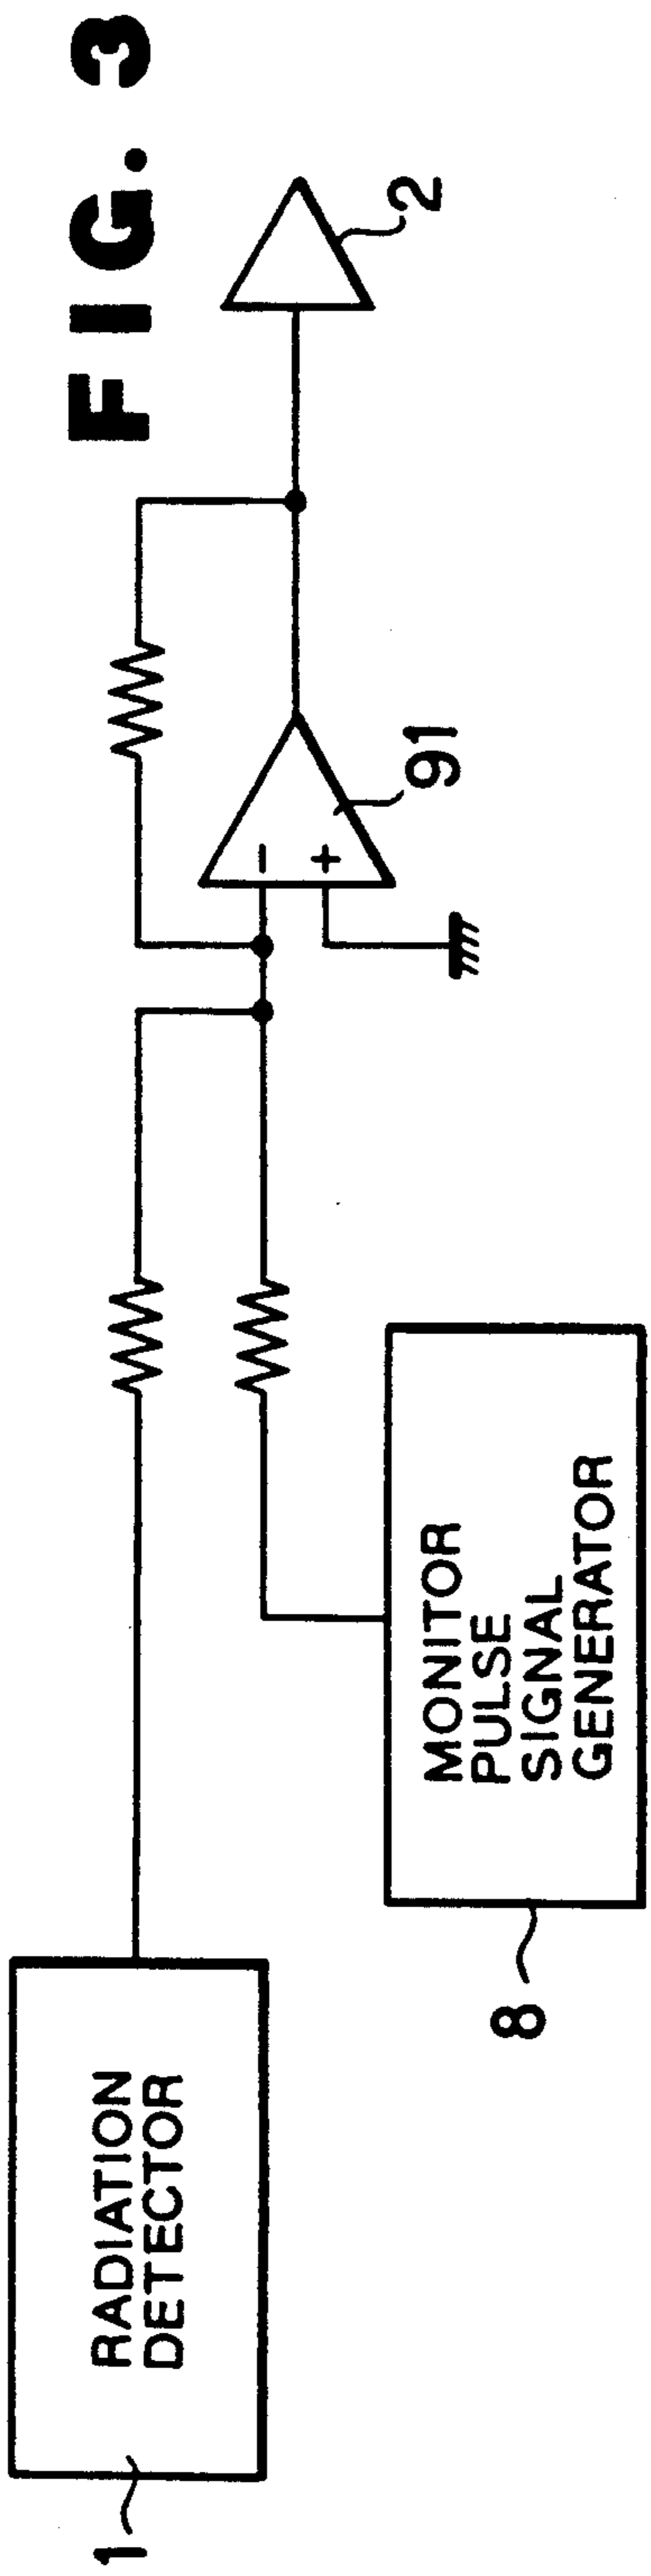 FIG. 3
1
RADIATION
DETECTOR
8
MONITOR
PULSE
SIGNAL
GENERATOR
−
+
91
2